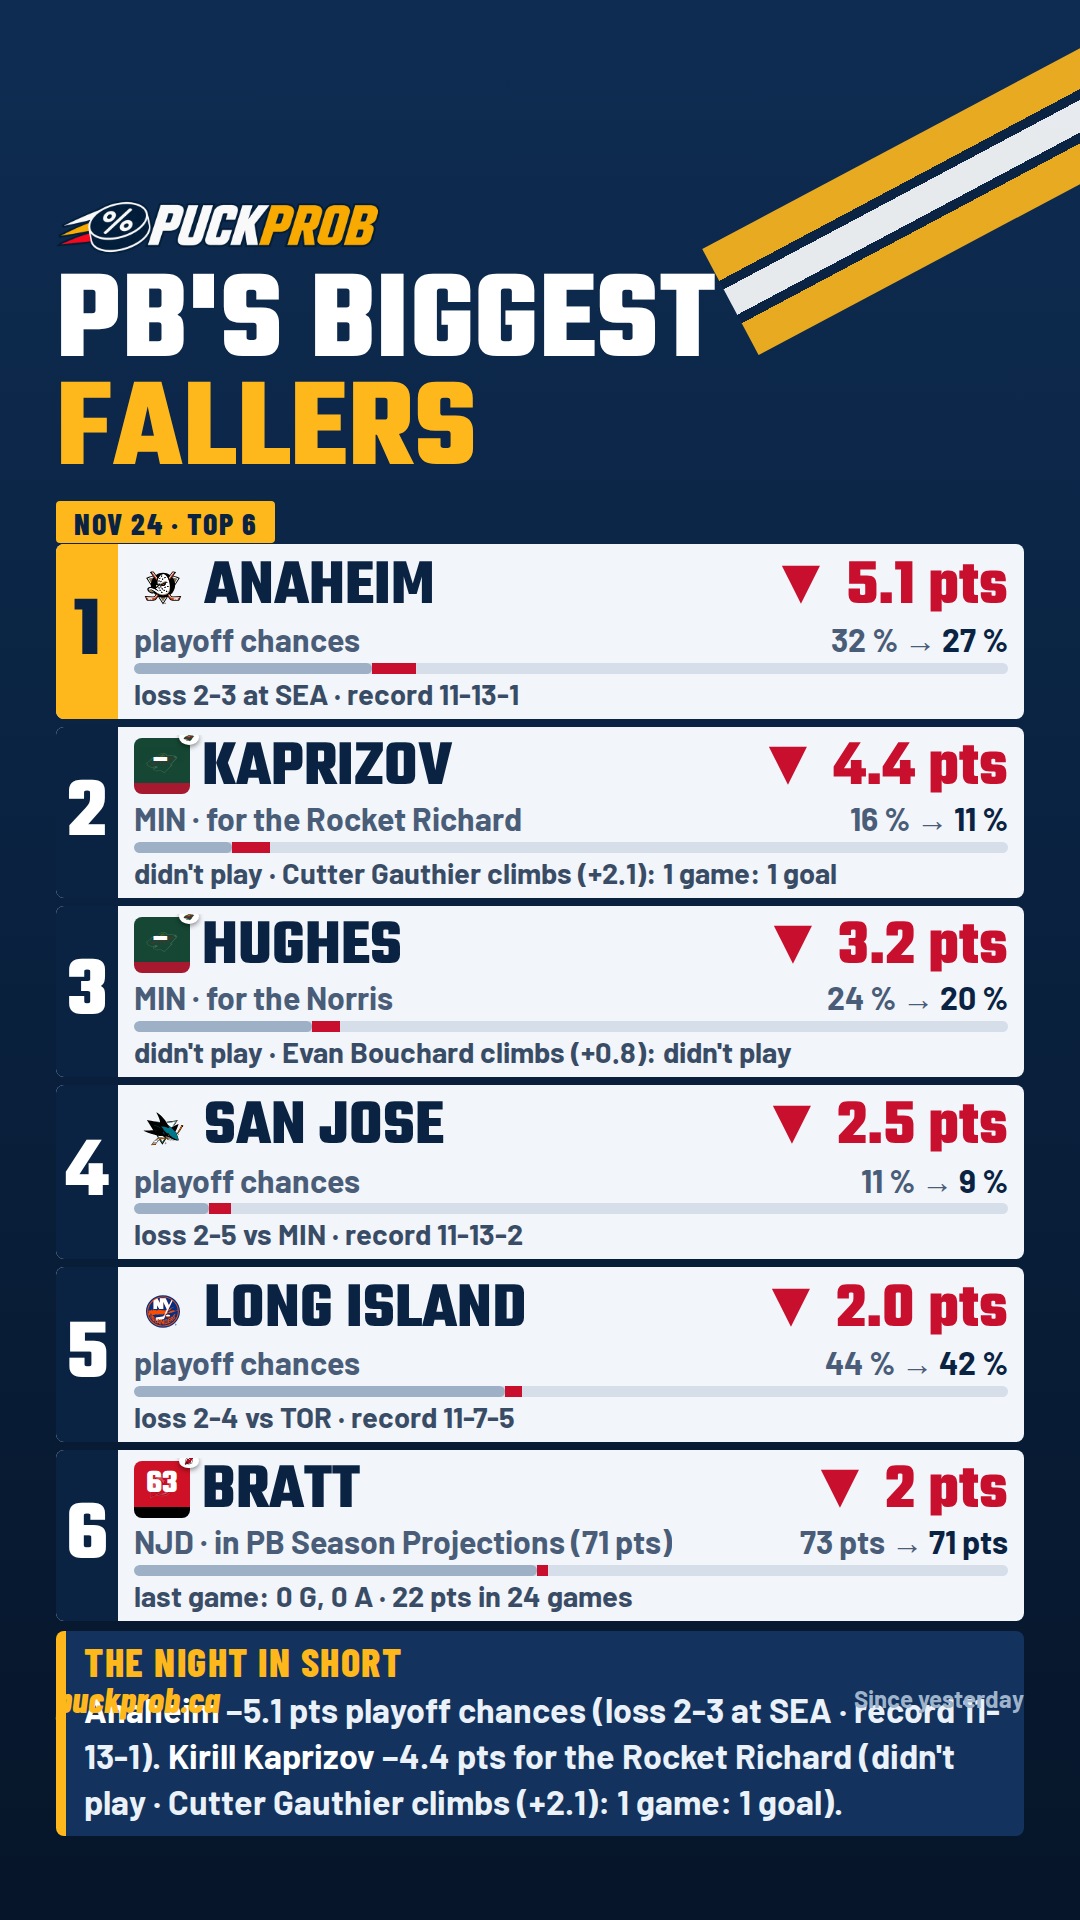 % PUCKPROB
PB'S BIGGEST
FALLERS
NOV 24 · TOP 6
1
ANAHEIM
▼ 5.1 pts
playoff chances
32 % → 27 %
loss 2-3 at SEA · record 11-13-1
2
KAPRIZOV
▼ 4.4 pts
MIN · for the Rocket Richard
16 % → 11 %
didn't play · Cutter Gauthier climbs (+2.1): 1 game: 1 goal
3
HUGHES
▼ 3.2 pts
MIN · for the Norris
24 % → 20 %
didn't play · Evan Bouchard climbs (+0.8): didn't play
4
SAN JOSE
▼ 2.5 pts
playoff chances
11 % → 9 %
loss 2-5 vs MIN · record 11-13-2
5
NY
LONG ISLAND
▼ 2.0 pts
playoff chances
44 % → 42 %
loss 2-4 vs TOR · record 11-7-5
6
63
BRATT
▼ 2 pts
NJD · in PB Season Projections (71 pts)
73 pts → 71 pts
last game: 0 G, 0 A · 22 pts in 24 games
THE NIGHT IN SHORT
puckprob.ca
Since yesterday
Anaheim −5.1 pts playoff chances (loss 2-3 at SEA · record 11-
13-1). Kirill Kaprizov −4.4 pts for the Rocket Richard (didn't
play · Cutter Gauthier climbs (+2.1): 1 game: 1 goal).